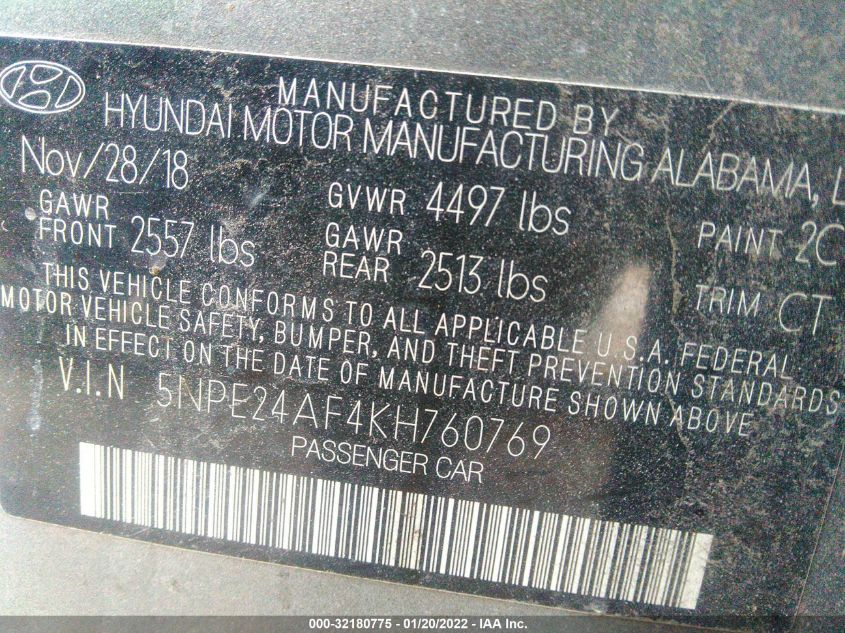 MANUFACTURED BY
HYUNDAI MOTOR MANUFACTURING ALABAMA, L
Nov/28/18 GVWR 4497 lbs PAINT 2C
GAWR FRONT 2557 lbs GAWR REAR 2513 lbs TRIM CT
THIS VEHICLE CONFORMS TO ALL APPLICABLE U.S.A. FEDERAL
MOTOR VEHICLE SAFETY, BUMPER, AND THEFT PREVENTION STANDARDS
IN EFFECT ON THE DATE OF MANUFACTURE SHOWN ABOVE
V.I.N 5NPE24AF4KH760769
PASSENGER CAR
000-32180775 - 01/20/2022 - IAA Inc.